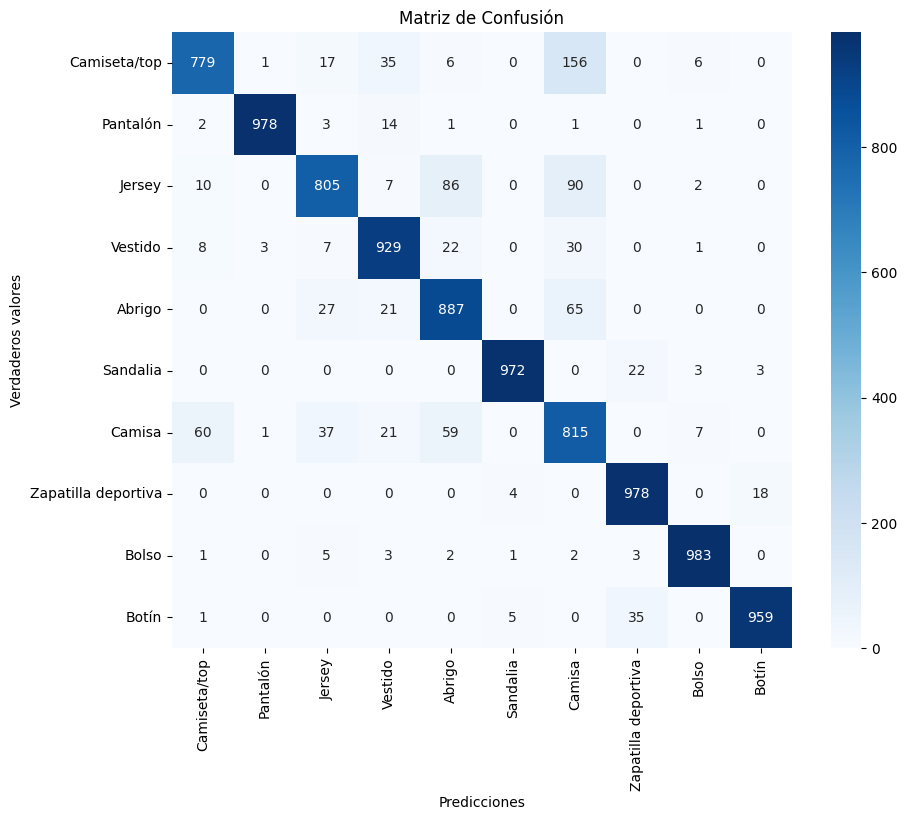 Matriz de Confusión
Verdaderos valores
Camiseta/top 779 1 17 35 6 0 156 0 6 0
Pantalón 2 978 3 14 1 0 1 0 1 0
Jersey 10 0 805 7 86 0 90 0 2 0
Vestido 8 3 7 929 22 0 30 0 1 0
Abrigo 0 0 27 21 887 0 65 0 0 0
Sandalia 0 0 0 0 0 972 0 22 3 3
Camisa 60 1 37 21 59 0 815 0 7 0
Zapatilla deportiva 0 0 0 0 0 4 0 978 0 18
Bolso 1 0 5 3 2 1 2 3 983 0
Botín 1 0 0 0 0 5 0 35 0 959
Camiseta/top
Pantalón
Jersey
Vestido
Abrigo
Sandalia
Camisa
Zapatilla deportiva
Bolso
Botín
Predicciones
800
600
400
200
0